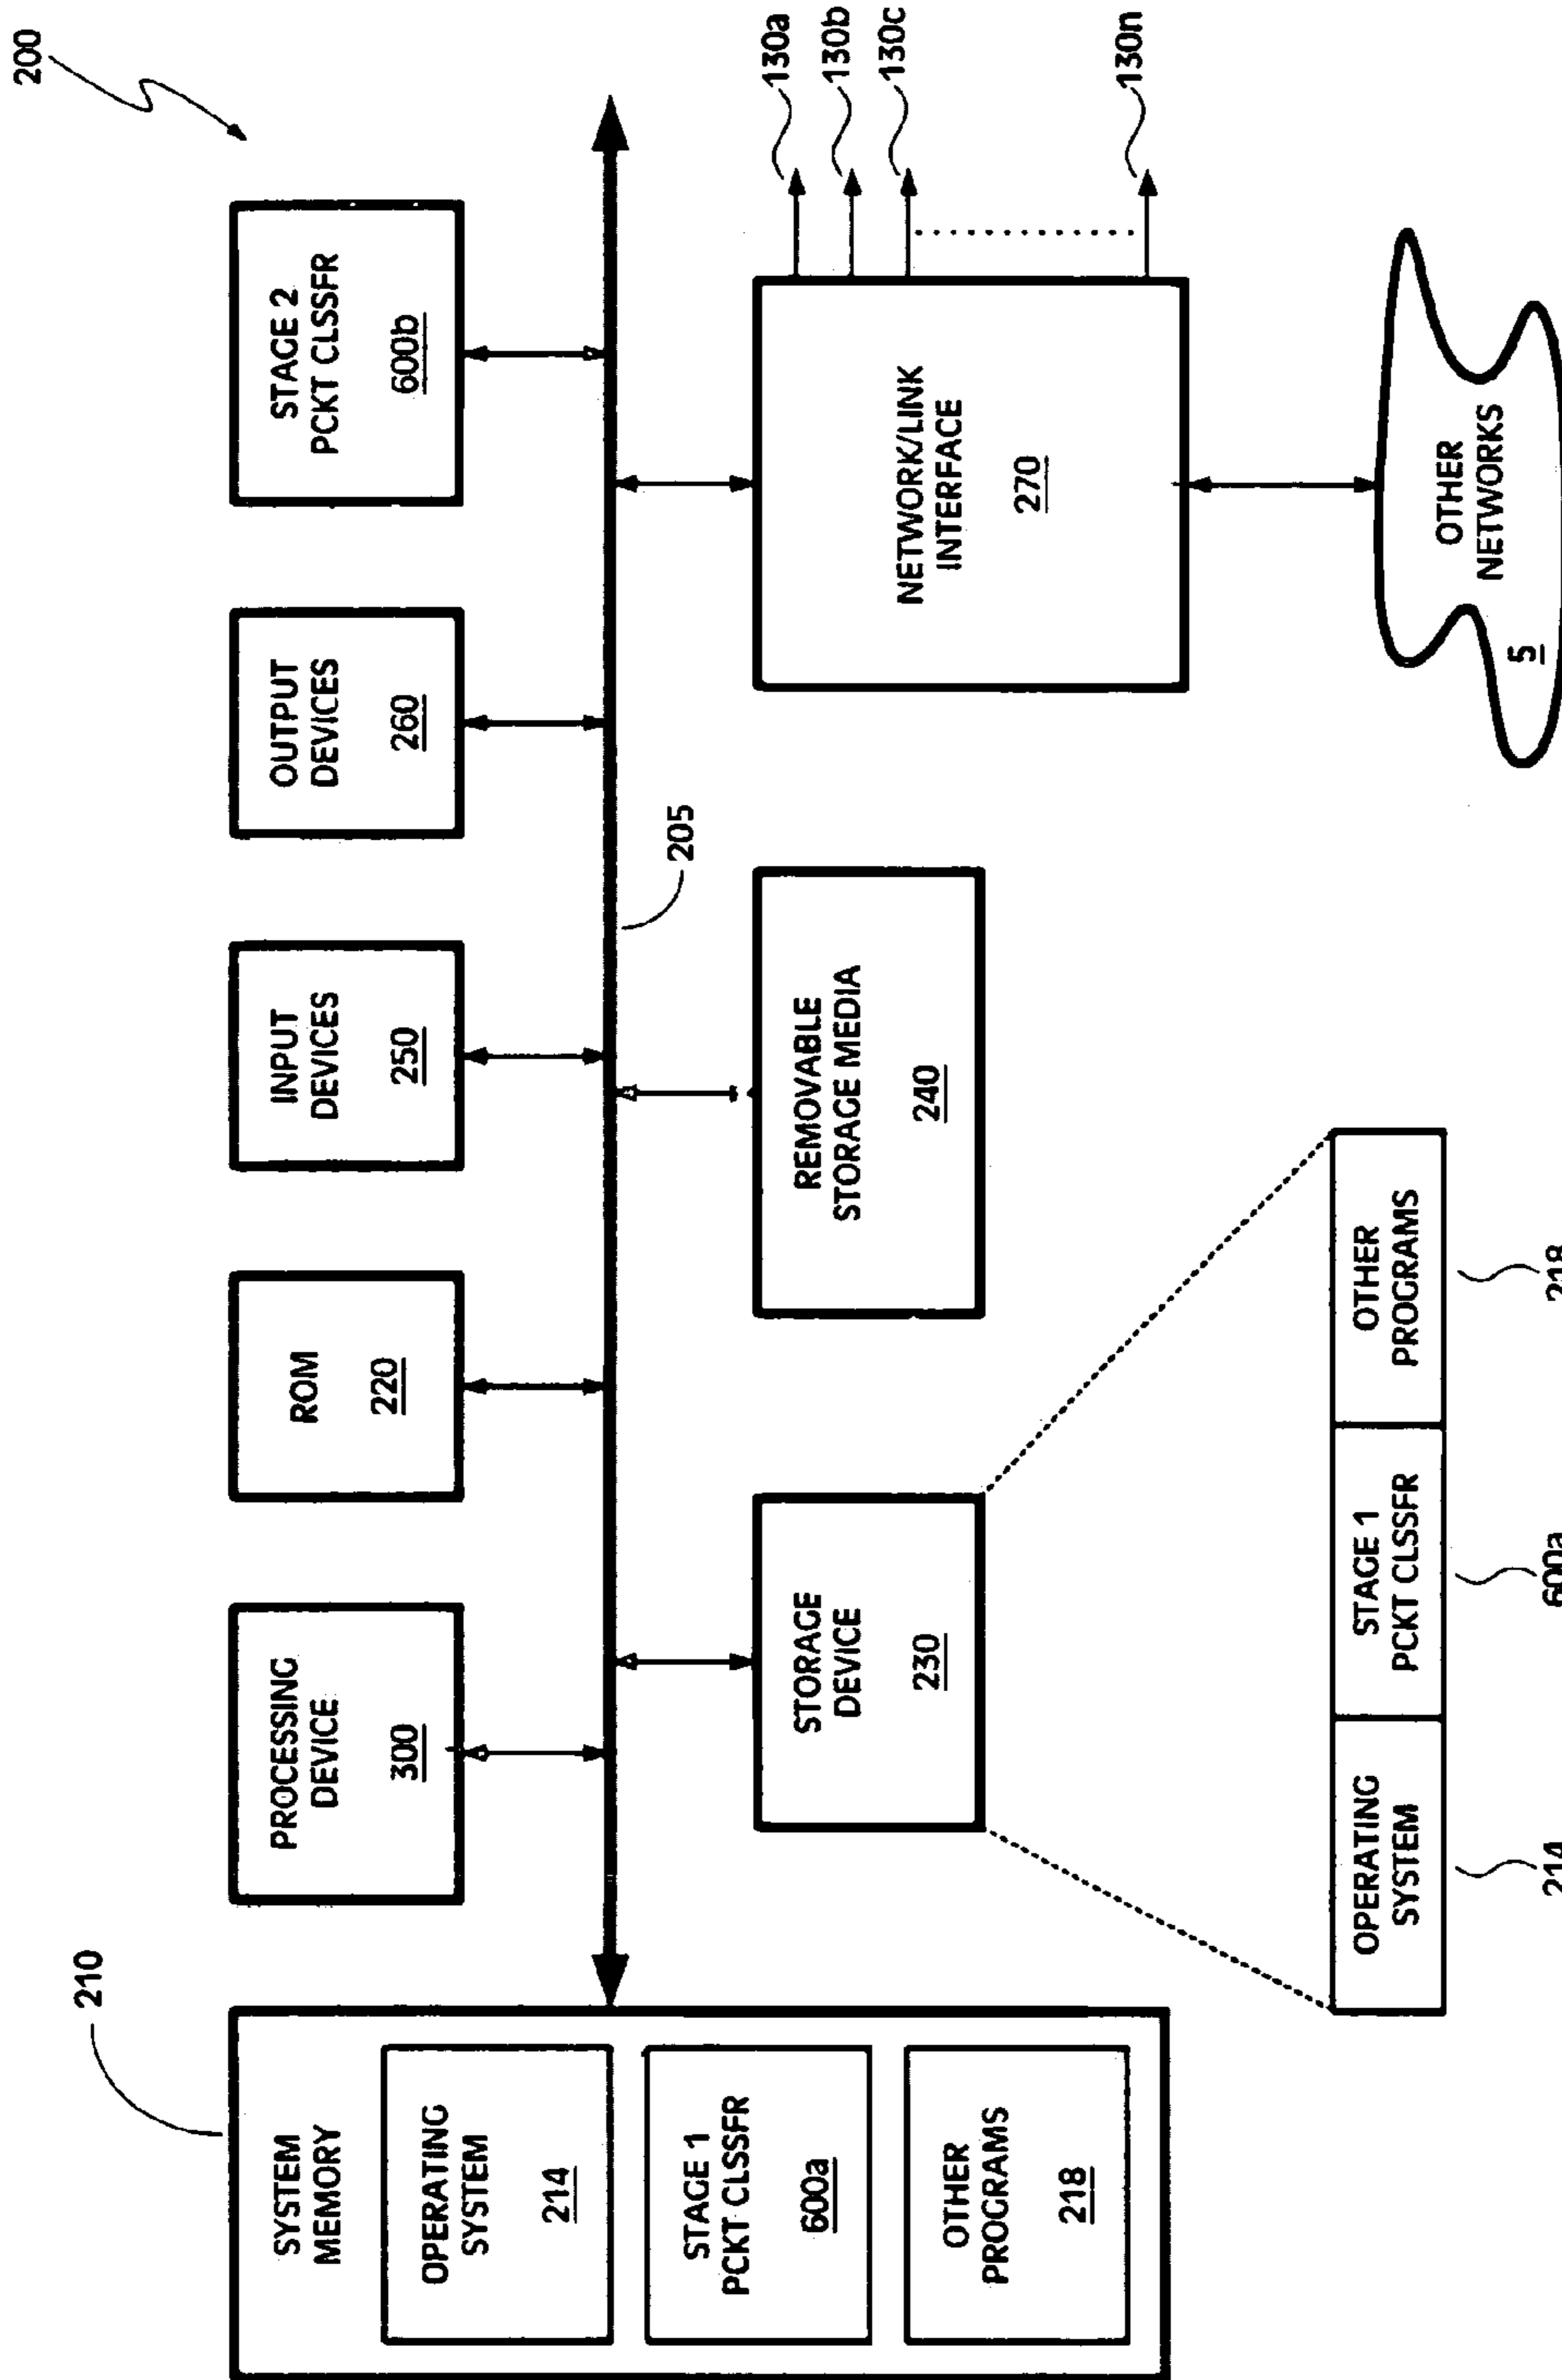 200
210
SYSTEM
MEMORY
OPERATING
SYSTEM
214
STAGE 1
PCKT CLSSFR
600a
OTHER
PROGRAMS
218
PROCESSING
DEVICE
300
ROM
220
INPUT
DEVICES
250
OUTPUT
DEVICES
260
STAGE 2
PCKT CLSSFR
600b
205
STORAGE
DEVICE
230
REMOVABLE
STORAGE MEDIA
240
NETWORK/LINK
INTERFACE
270
130a
130b
130c
130n
OPERATING
SYSTEM
STAGE 1
PCKT CLSSFR
OTHER
PROGRAMS
214
600a
218
OTHER
NETWORKS
5